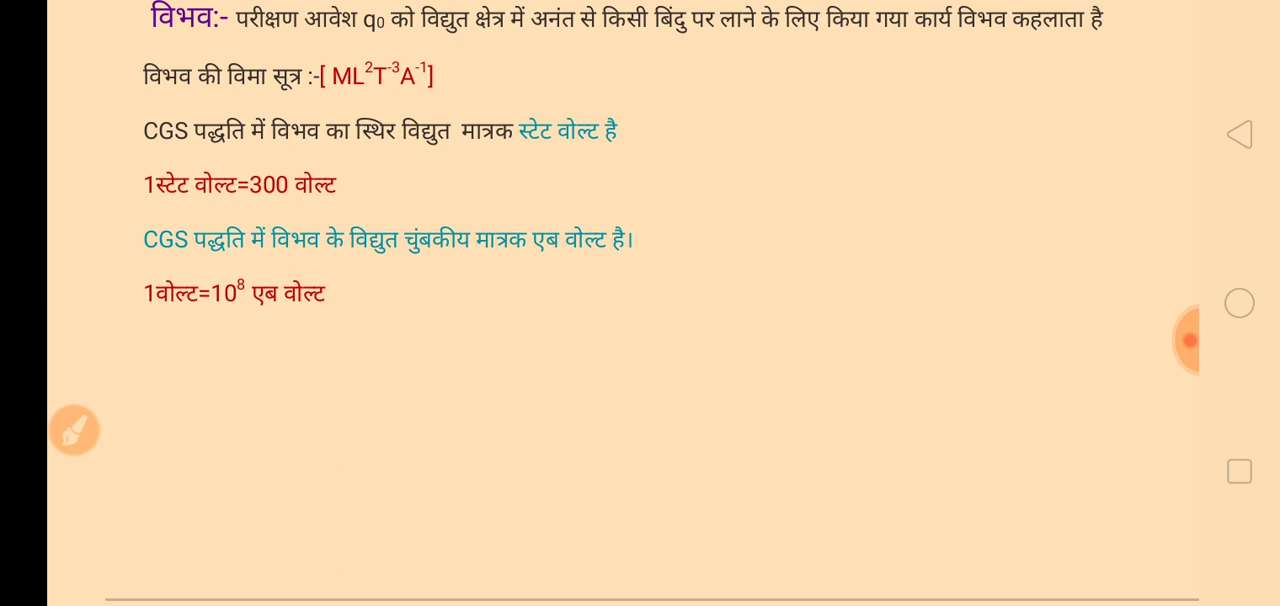 विभवः- परीक्षण आवेश q₀ को विद्युत क्षेत्र में अनंत से किसी बिंदु पर लाने के लिए किया गया कार्य विभव कहलाता है
विभव की विमा सूत्र :-[ ML²T⁻³A⁻¹]
CGS पद्धति में विभव का स्थिर विद्युत मात्रक स्टेट वोल्ट है
1स्टेट वोल्ट=300 वोल्ट
CGS पद्धति में विभव के विद्युत चुंबकीय मात्रक एब वोल्ट है।
1वोल्ट=10⁸ एब वोल्ट